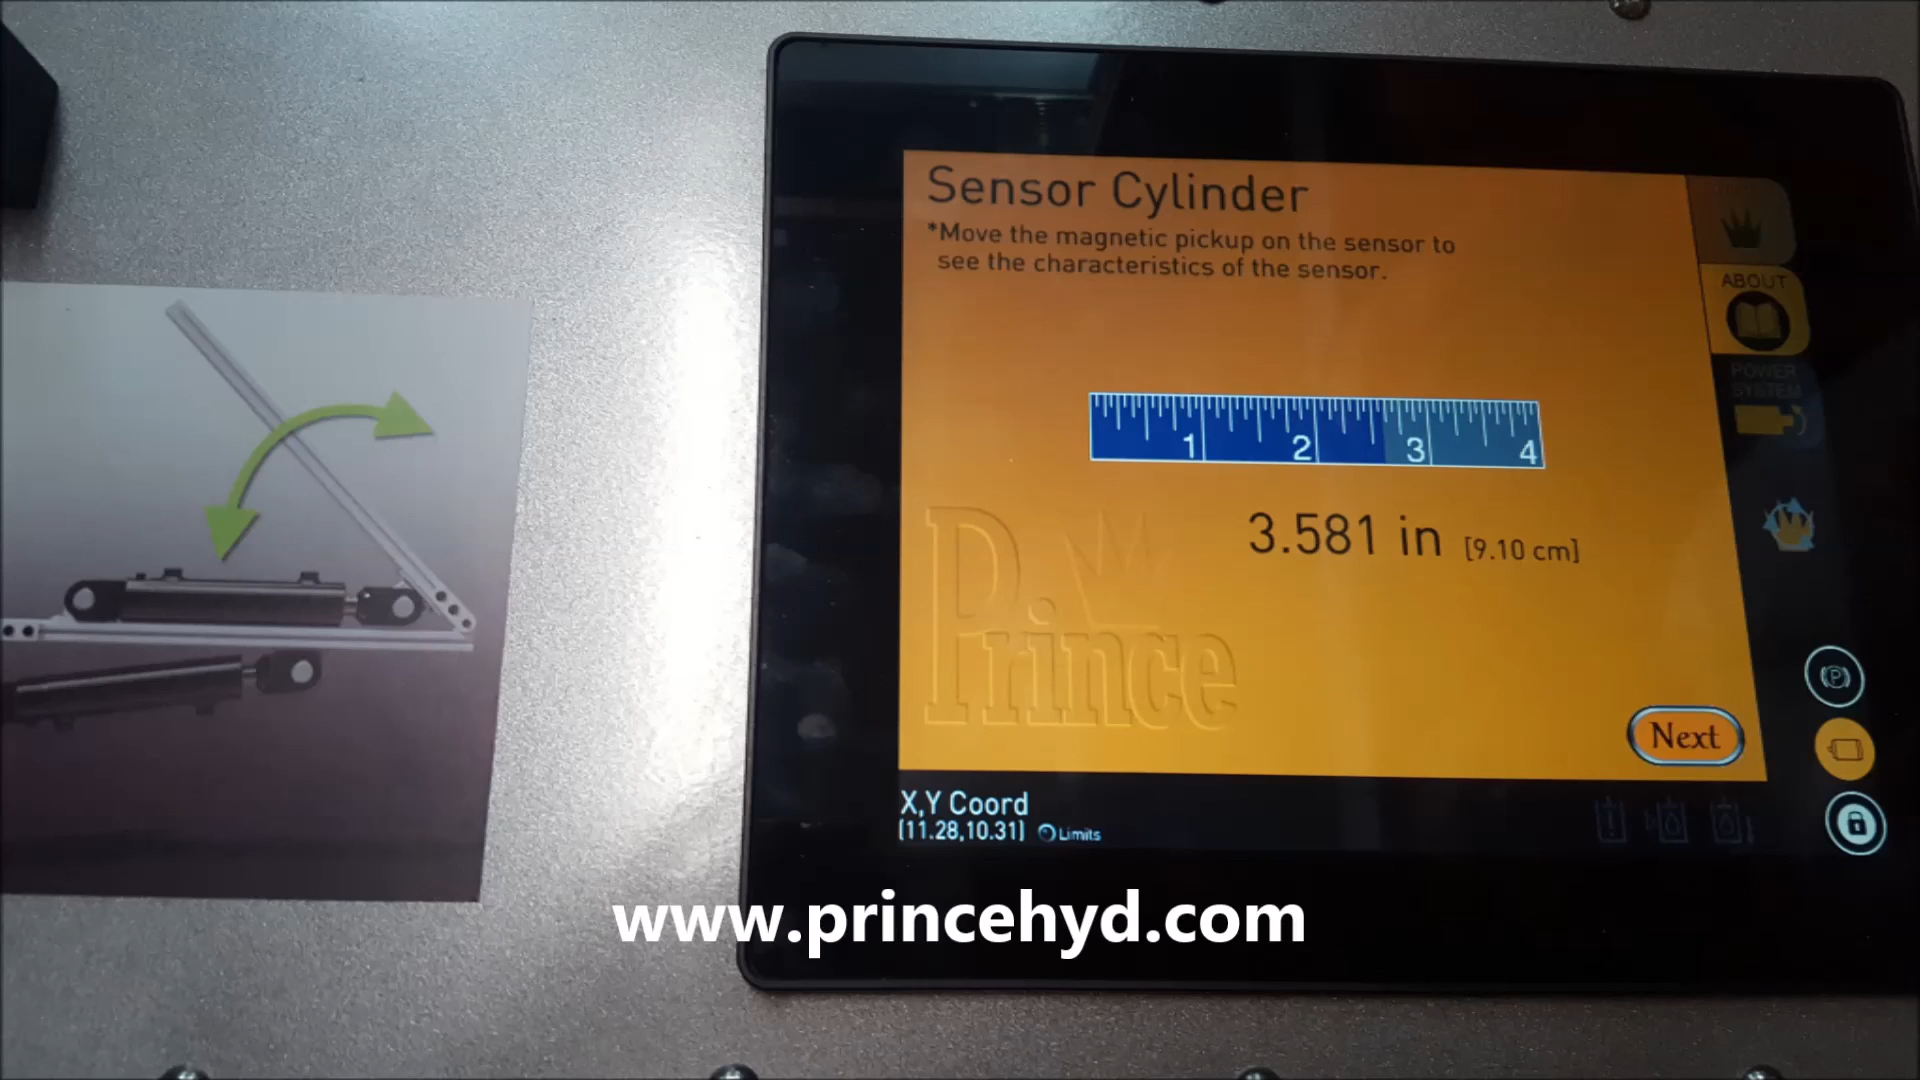 Sensor Cylinder
*Move the magnetic pickup on the sensor to
see the characteristics of the sensor.
ABOUT
POWER
SYSTEM
1 2 3 4
3.581 in [9.10 cm]
Prince
Next
X,Y Coord
[11.28,10.31] Limits
P
www.princehyd.com